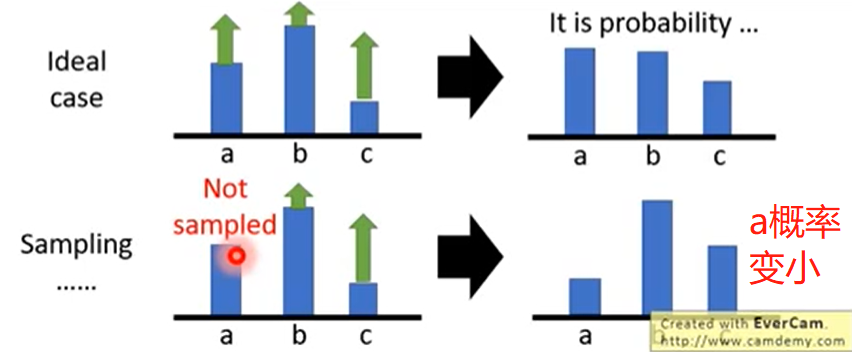 Ideal
case
a b c
It is probability ...
a b c
Sampling
......
Not
sampled
a b c
a概率
变小
a b c
Created with EverCam.
http://www.camdemy.com